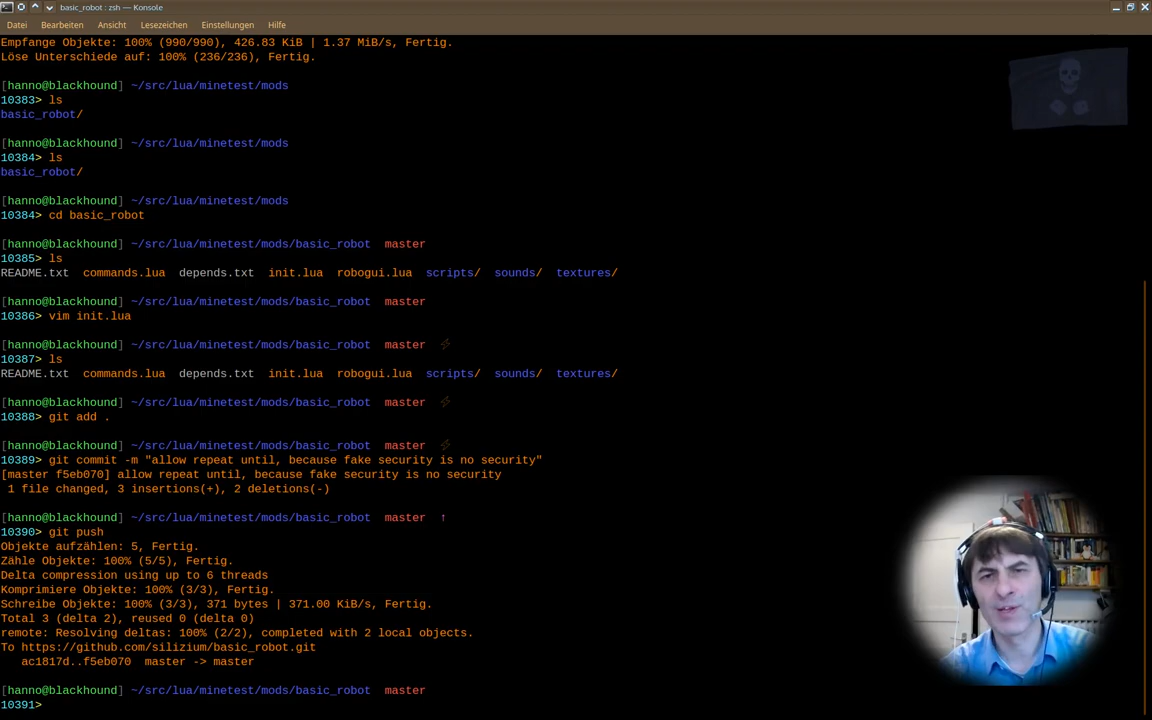 basic_robot : zsh — Konsole
Datei Bearbeiten Ansicht Lesezeichen Einstellungen Hilfe
Empfange Objekte: 100% (990/990), 426.83 KiB | 1.37 MiB/s, Fertig.
Löse Unterschiede auf: 100% (236/236), Fertig.
[hanno@blackhound] ~/src/lua/minetest/mods
10383> ls
basic_robot/
[hanno@blackhound] ~/src/lua/minetest/mods
10384> ls
basic_robot/
[hanno@blackhound] ~/src/lua/minetest/mods
10384> cd basic_robot
[hanno@blackhound] ~/src/lua/minetest/mods/basic_robot master
10385> ls
README.txt commands.lua depends.txt init.lua robogui.lua scripts/ sounds/ textures/
[hanno@blackhound] ~/src/lua/minetest/mods/basic_robot master
10386> vim init.lua
[hanno@blackhound] ~/src/lua/minetest/mods/basic_robot master ⚡
10387> ls
README.txt commands.lua depends.txt init.lua robogui.lua scripts/ sounds/ textures/
[hanno@blackhound] ~/src/lua/minetest/mods/basic_robot master ⚡
10388> git add .
[hanno@blackhound] ~/src/lua/minetest/mods/basic_robot master ⚡
10389> git commit -m "allow repeat until, because fake security is no security"
[master f5eb070] allow repeat until, because fake security is no security
1 file changed, 3 insertions(+), 2 deletions(-)
[hanno@blackhound] ~/src/lua/minetest/mods/basic_robot master ↑
10390> git push
Objekte aufzählen: 5, Fertig.
Zähle Objekte: 100% (5/5), Fertig.
Delta compression using up to 6 threads
Komprimiere Objekte: 100% (3/3), Fertig.
Schreibe Objekte: 100% (3/3), 371 bytes | 371.00 KiB/s, Fertig.
Total 3 (delta 2), reused 0 (delta 0)
remote: Resolving deltas: 100% (2/2), completed with 2 local objects.
To https://github.com/silizium/basic_robot.git
ac1817d..f5eb070 master -> master
[hanno@blackhound] ~/src/lua/minetest/mods/basic_robot master
10391>